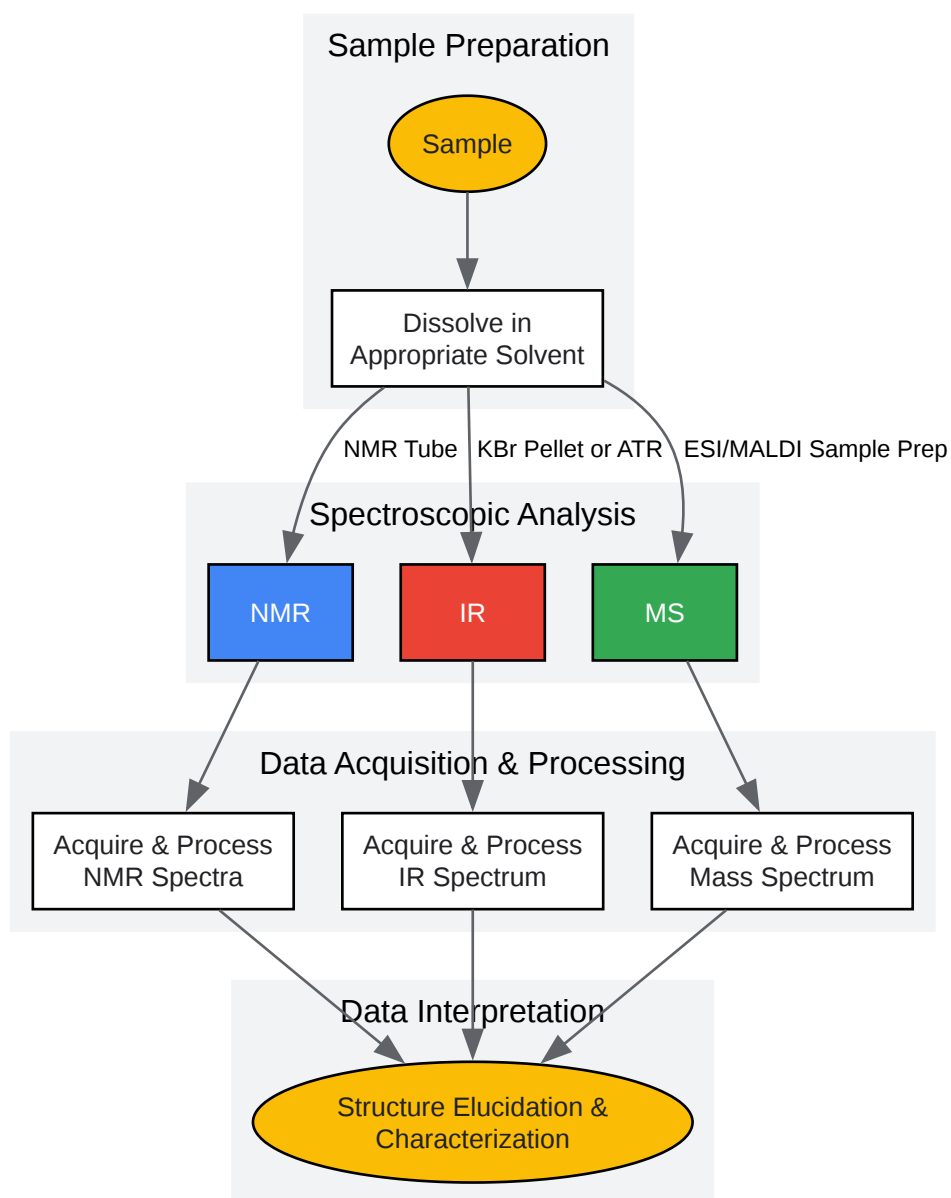 Sample Preparation
Sample
Dissolve in
Appropriate Solvent
NMR Tube
KBr Pellet or ATR
ESI/MALDI Sample Prep
Spectroscopic Analysis
NMR
IR
MS
Data Acquisition & Processing
Acquire & Process
NMR Spectra
Acquire & Process
IR Spectrum
Acquire & Process
Mass Spectrum
Data Interpretation
Structure Elucidation &
Characterization